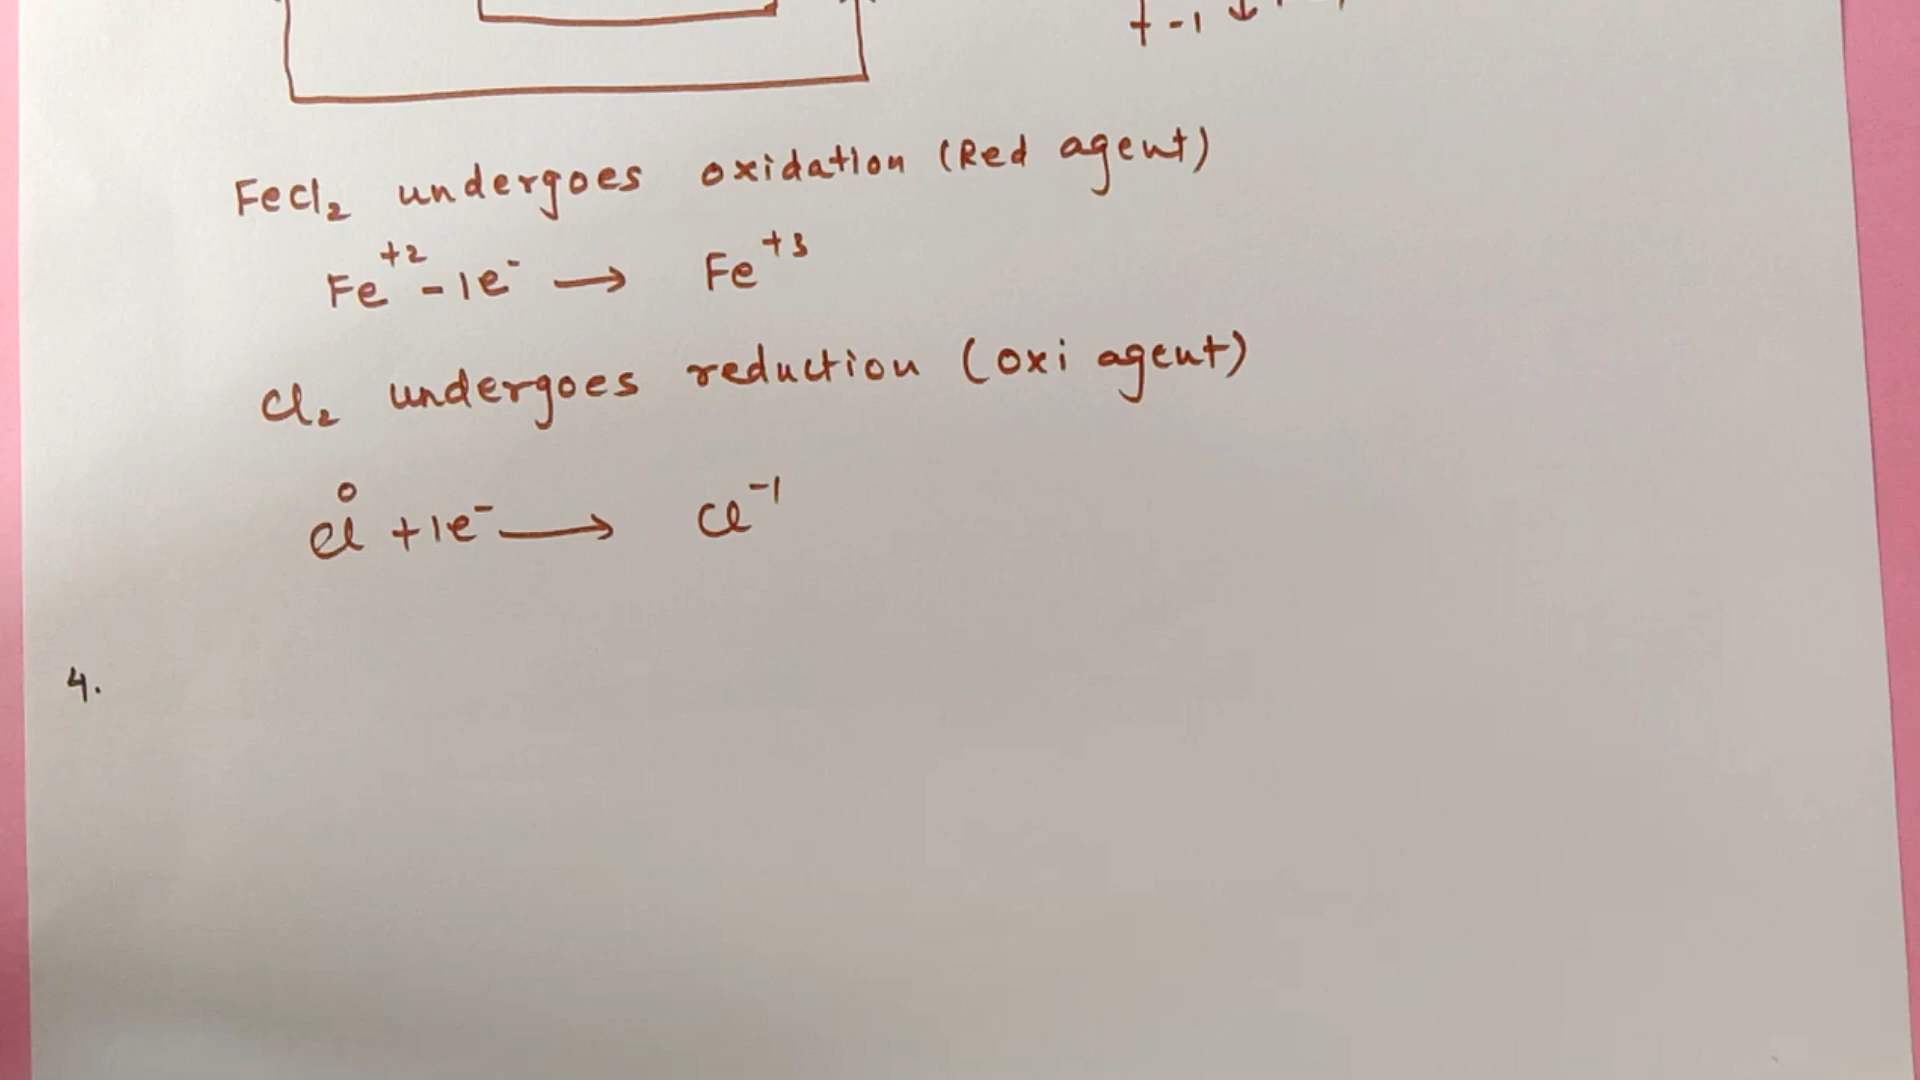 + -1 ↓
FeCl₂ undergoes oxidation (Red agent)
Fe⁺² - 1e⁻ → Fe⁺³
Cl₂ undergoes reduction (oxi agent)
Cl⁰ + 1e⁻ → Cl⁻¹
4.